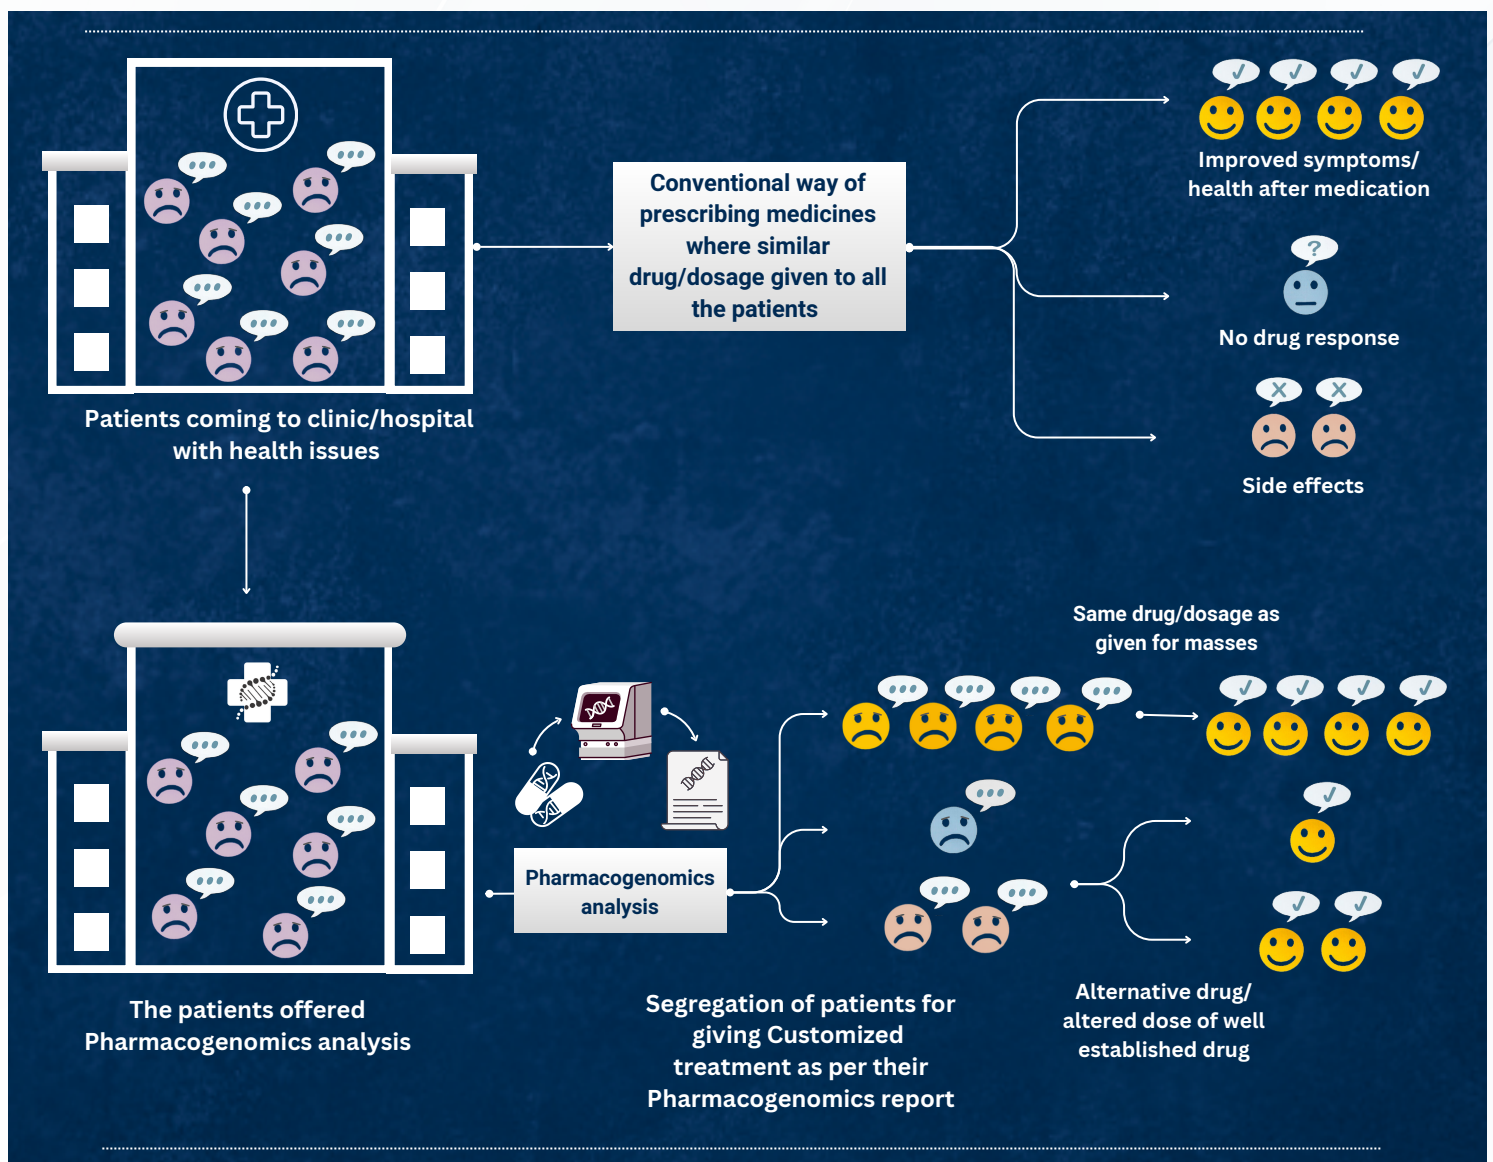 Conventional way of
prescribing medicines
where similar
drug/dosage given to all
the patients
Improved symptoms/
health after medication
?
No drug response
Side effects
Patients coming to clinic/hospital
with health issues
Same drug/dosage as
given for masses
Pharmacogenomics
analysis
The patients offered
Pharmacogenomics analysis
Segregation of patients for
giving Customized
treatment as per their
Pharmacogenomics report
Alternative drug/
altered dose of well
established drug